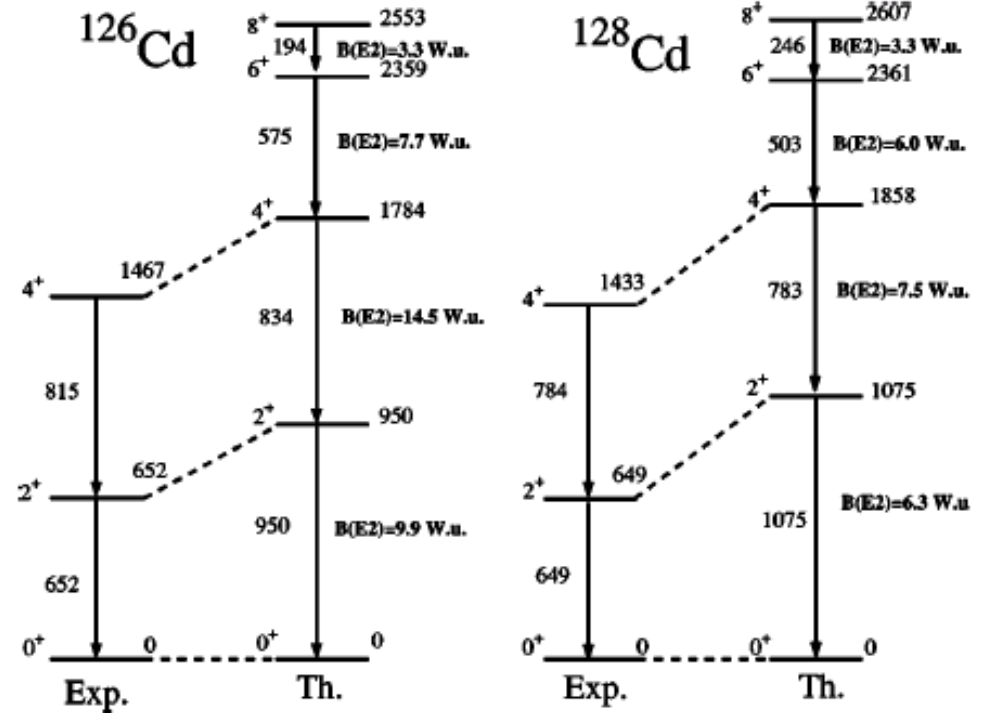 126Cd
8+ 2553
194 B(E2)=3.3 W.u.
6+ 2359
575 B(E2)=7.7 W.u.
4+ 1784
4+ 1467
834 B(E2)=14.5 W.u.
815
2+ 950
2+ 652
950 B(E2)=9.9 W.u.
652
0+ 0 0+ 0
Exp. Th.
128Cd
8+ 2607
246 B(E2)=3.3 W.u.
6+ 2361
503 B(E2)=6.0 W.u.
4+ 1858
4+ 1433
783 B(E2)=7.5 W.u.
784
2+ 1075
2+ 649
1075 B(E2)=6.3 W.u
649
0+ 0 0+ 0
Exp. Th.